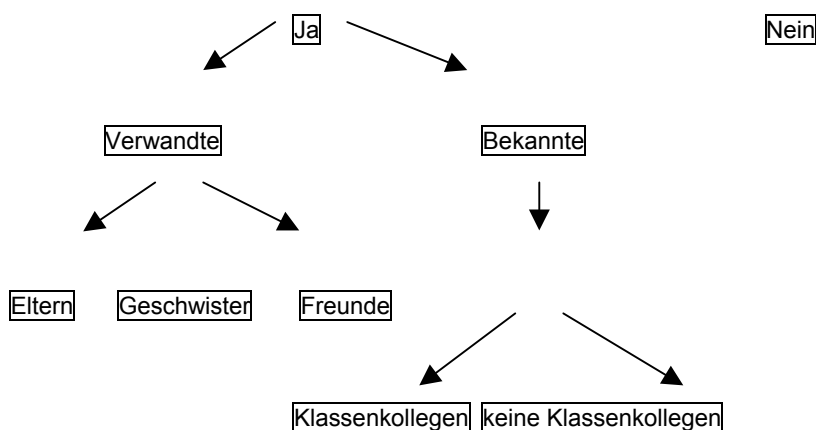 Ja Nein
Verwandte Bekannte
Eltern Geschwister Freunde
Klassenkollegen keine Klassenkollegen